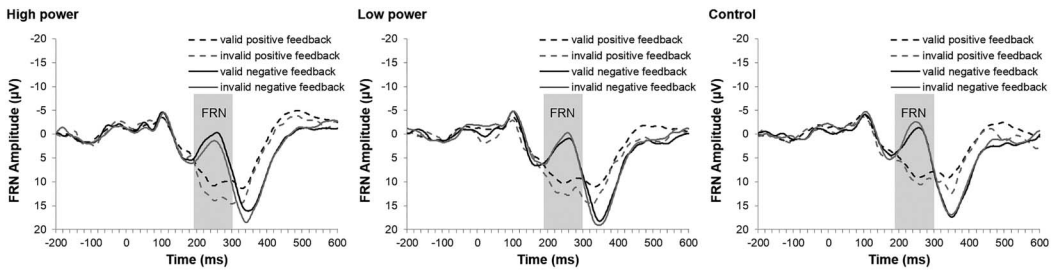 High power
valid positive feedback
invalid positive feedback
valid negative feedback
invalid negative feedback
FRN
FRN Amplitude (μV)
-20
-15
-10
-5
0
5
10
15
20
-200 -100 0 100 200 300 400 500 600
Time (ms)
Low power
valid positive feedback
invalid positive feedback
valid negative feedback
invalid negative feedback
FRN
FRN Amplitude (μV)
-20
-15
-10
-5
0
5
10
15
20
-200 -100 0 100 200 300 400 500 600
Time (ms)
Control
valid positive feedback
invalid positive feedback
valid negative feedback
invalid negative feedback
FRN
FRN Amplitude (μV)
-20
-15
-10
-5
0
5
10
15
20
-200 -100 0 100 200 300 400 500 600
Time (ms)